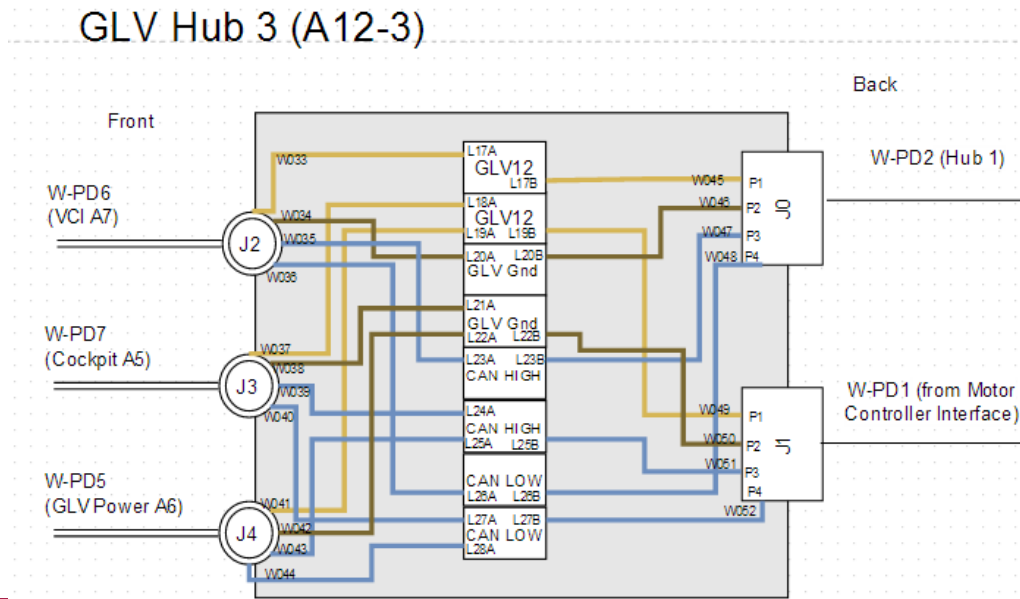 GLV Hub 3 (A12-3)
Back
Front
W-PD2 (Hub 1)
W-PD6
(VCI A7)
W-PD7
(Cockpit A5)
W-PD5
(GLV Power A6)
W-PD1 (from Motor
Controller Interface)
J2
J3
J4
W033
W034
W035
W036
W037
W038
W039
W040
W041
W042
W043
W044
L17A
GLV12
L17B
L18A
GLV12
L19A L19B
L20A L20B
GLV Gnd
L21A
GLV Gnd
L22A L22B
L23A L23B
CAN HIGH
L24A
CAN HIGH
L25A L25B
CAN LOW
L26A L26B
L27A L27B
CAN LOW
L28A
W045
W046
W047
W048
P1
P2
P3
P4
J0
W049
W050
W051
W052
P1
P2
P3
P4
J1